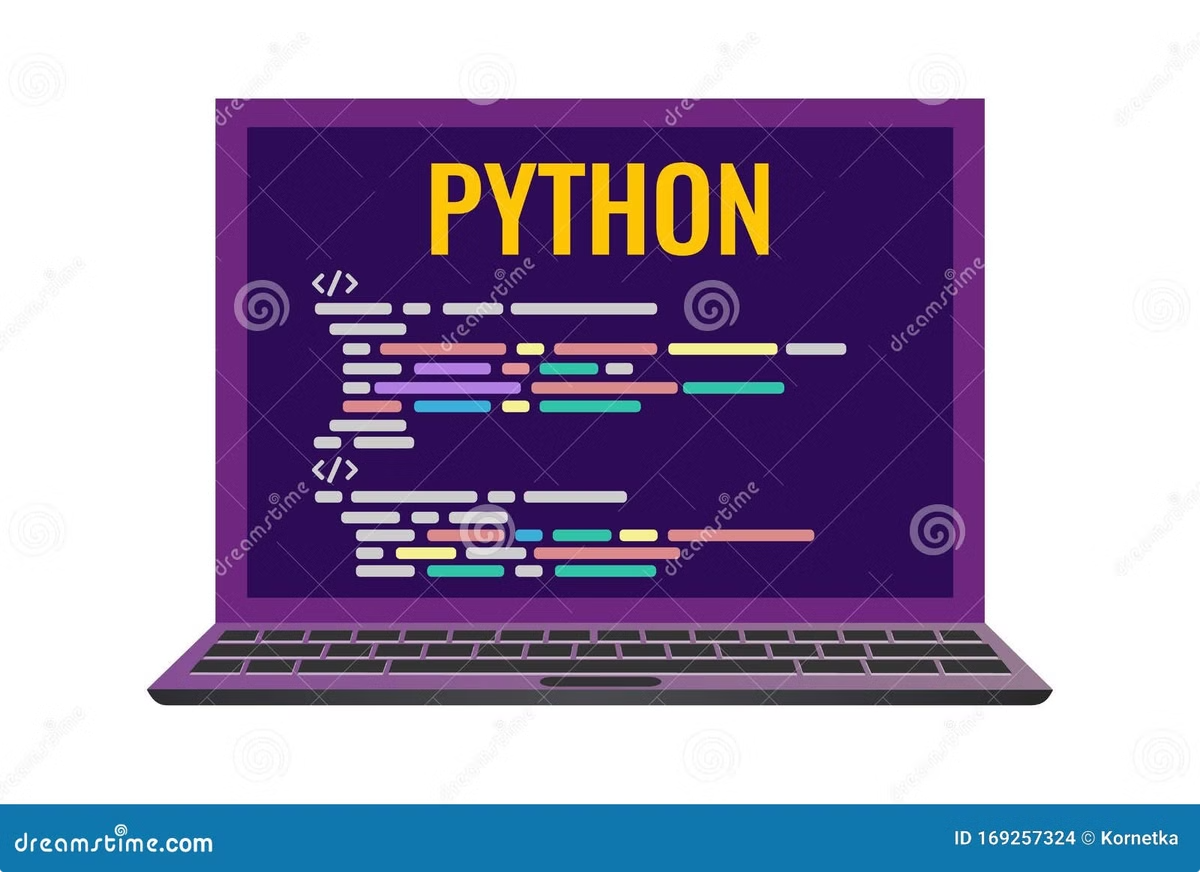 PYTHON
</>
</>
dreamstime.com
ID 169257324 © Kornetka